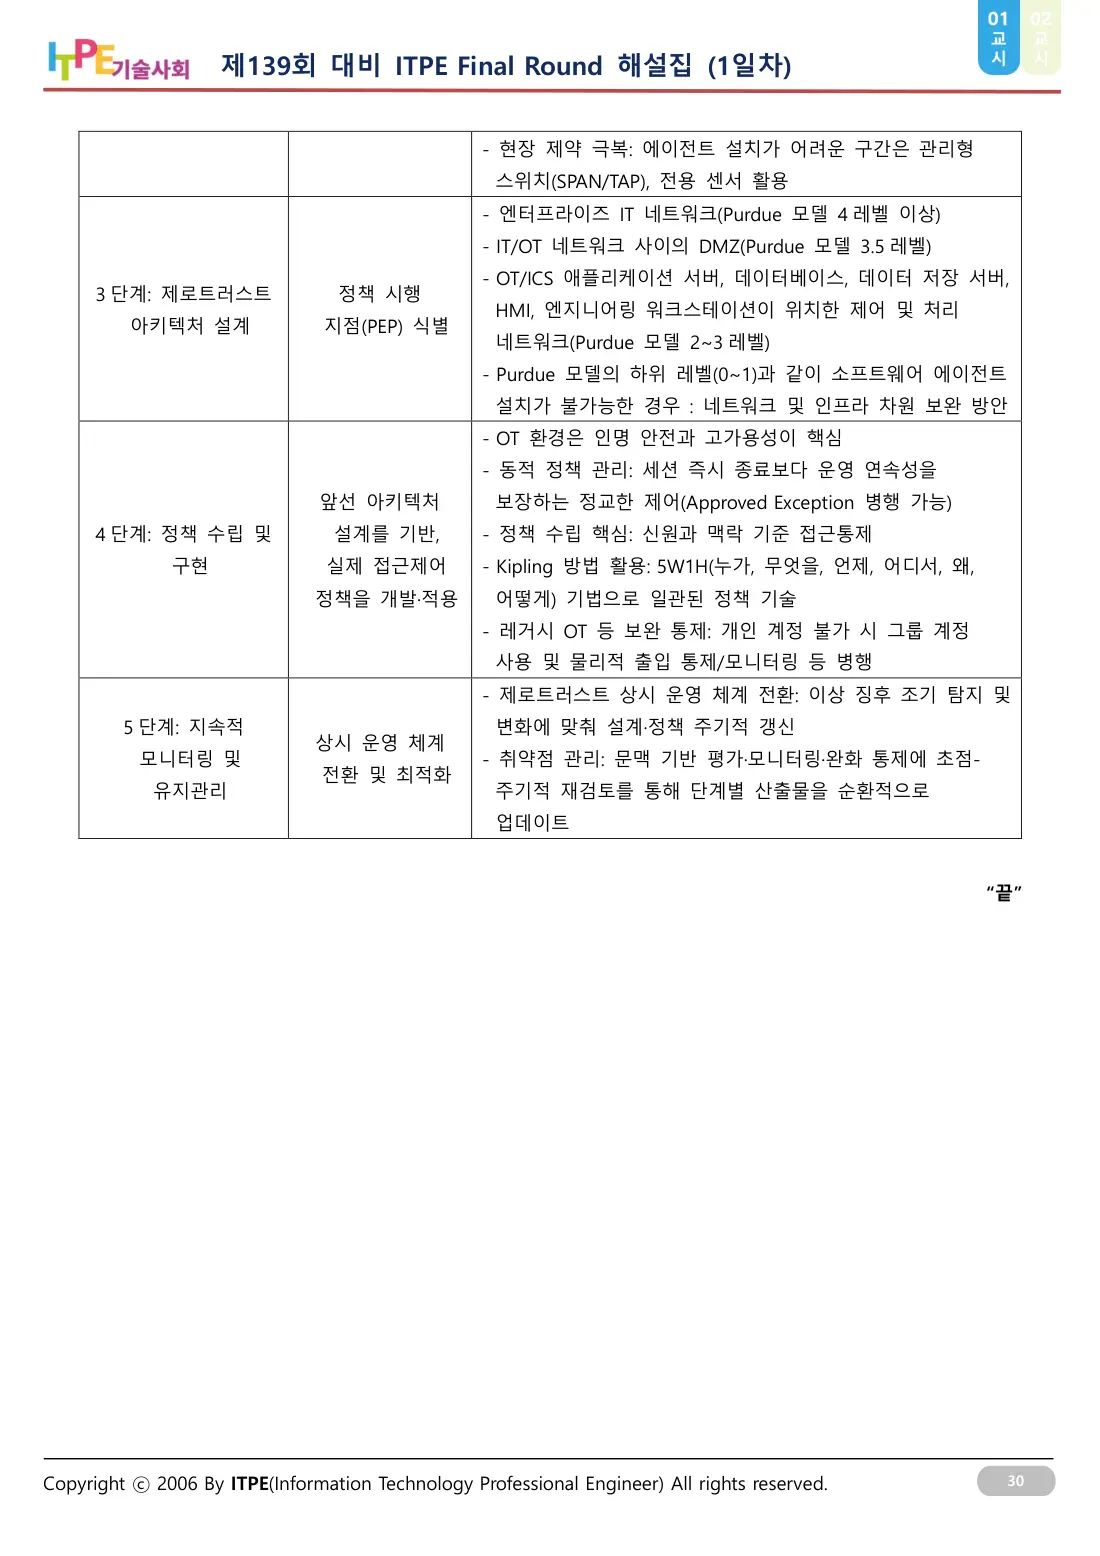 ITPE기술사회 제139회 대비 ITPE Final Round 해설집 (1일차)
01
교
시
02
교
시
- 현장 제약 극복: 에이전트 설치가 어려운 구간은 관리형
스위치(SPAN/TAP), 전용 센서 활용
3단계: 제로트러스트
아키텍처 설계
정책 시행
지점(PEP) 식별
- 엔터프라이즈 IT 네트워크(Purdue 모델 4레벨 이상)
- IT/OT 네트워크 사이의 DMZ(Purdue 모델 3.5레벨)
- OT/ICS 애플리케이션 서버, 데이터베이스, 데이터 저장 서버,
HMI, 엔지니어링 워크스테이션이 위치한 제어 및 처리
네트워크(Purdue 모델 2~3레벨)
- Purdue 모델의 하위 레벨(0~1)과 같이 소프트웨어 에이전트
설치가 불가능한 경우 : 네트워크 및 인프라 차원 보완 방안
4단계: 정책 수립 및
구현
앞선 아키텍처
설계를 기반,
실제 접근제어
정책을 개발·적용
- OT 환경은 인명 안전과 고가용성이 핵심
- 동적 정책 관리: 세션 즉시 종료보다 운영 연속성을
보장하는 정교한 제어(Approved Exception 병행 가능)
- 정책 수립 핵심: 신원과 맥락 기준 접근통제
- Kipling 방법 활용: 5W1H(누가, 무엇을, 언제, 어디서, 왜,
어떻게) 기법으로 일관된 정책 기술
- 레거시 OT 등 보완 통제: 개인 계정 불가 시 그룹 계정
사용 및 물리적 출입 통제/모니터링 등 병행
5단계: 지속적
모니터링 및
유지관리
상시 운영 체계
전환 및 최적화
- 제로트러스트 상시 운영 체계 전환: 이상 징후 조기 탐지 및
변화에 맞춰 설계·정책 주기적 갱신
- 취약점 관리: 문맥 기반 평가·모니터링·완화 통제에 초점-
주기적 재검토를 통해 단계별 산출물을 순환적으로
업데이트
“끝”
Copyright ⓒ 2006 By ITPE(Information Technology Professional Engineer) All rights reserved.
30